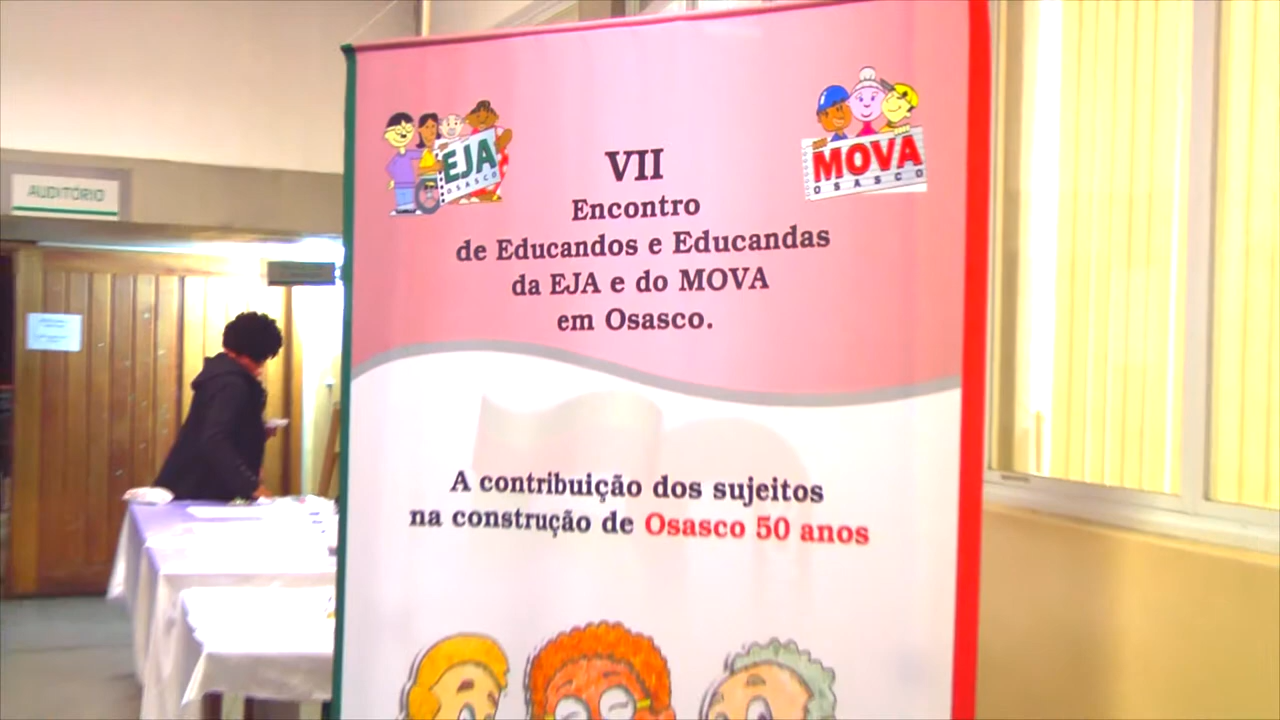 AUDITÓRIO
EJA
OSASCO
MOVA
OSASCO
VII
Encontro
de Educandos e Educandas
da EJA e do MOVA
em Osasco.
A contribuição dos sujeitos
na construção de Osasco 50 anos